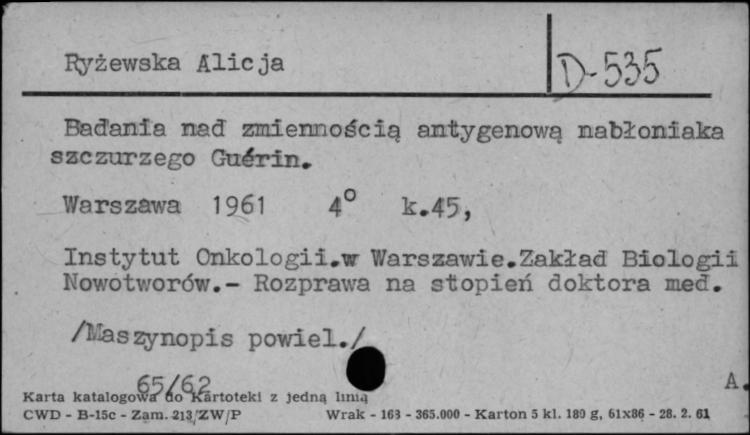 Ryżewska Alicja
D-535
Badania nad zmiennością antygenową nabłoniaka
szczurzego Guérin.
Warszawa 1961 4° k.45,
Instytut Onkologii.w Warszawie.Zakład Biologii
Nowotworów.- Rozprawa na stopień doktora med.
/Maszynopis powiel./
65/62
A.
Karta katalogowa do Kartoteki z jedną linią
CWD - B-15c - Zam. 213/ZW/P Wrak - 163 - 365.000 - Karton 5 kl. 180 g, 61x86 - 28. 2. 61